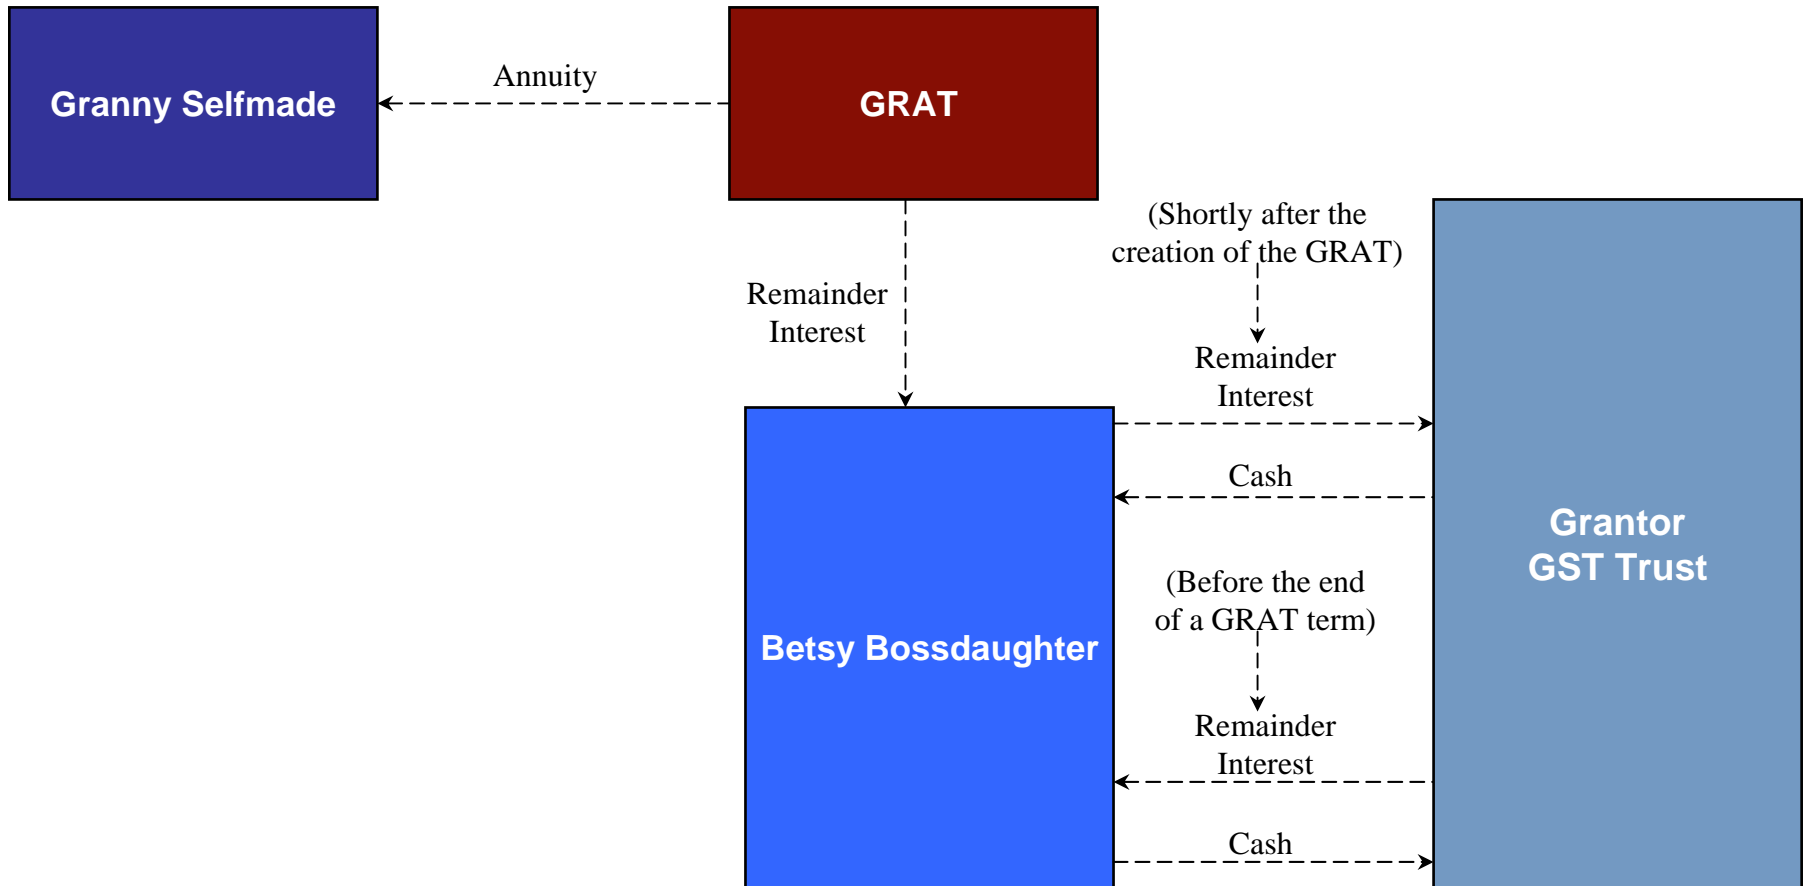 Granny Selfmade
Annuity
GRAT
Remainder
Interest
(Shortly after the
creation of the GRAT)
Remainder
Interest
Cash
(Before the end
of a GRAT term)
Remainder
Interest
Cash
Betsy Bossdaughter
Grantor
GST Trust